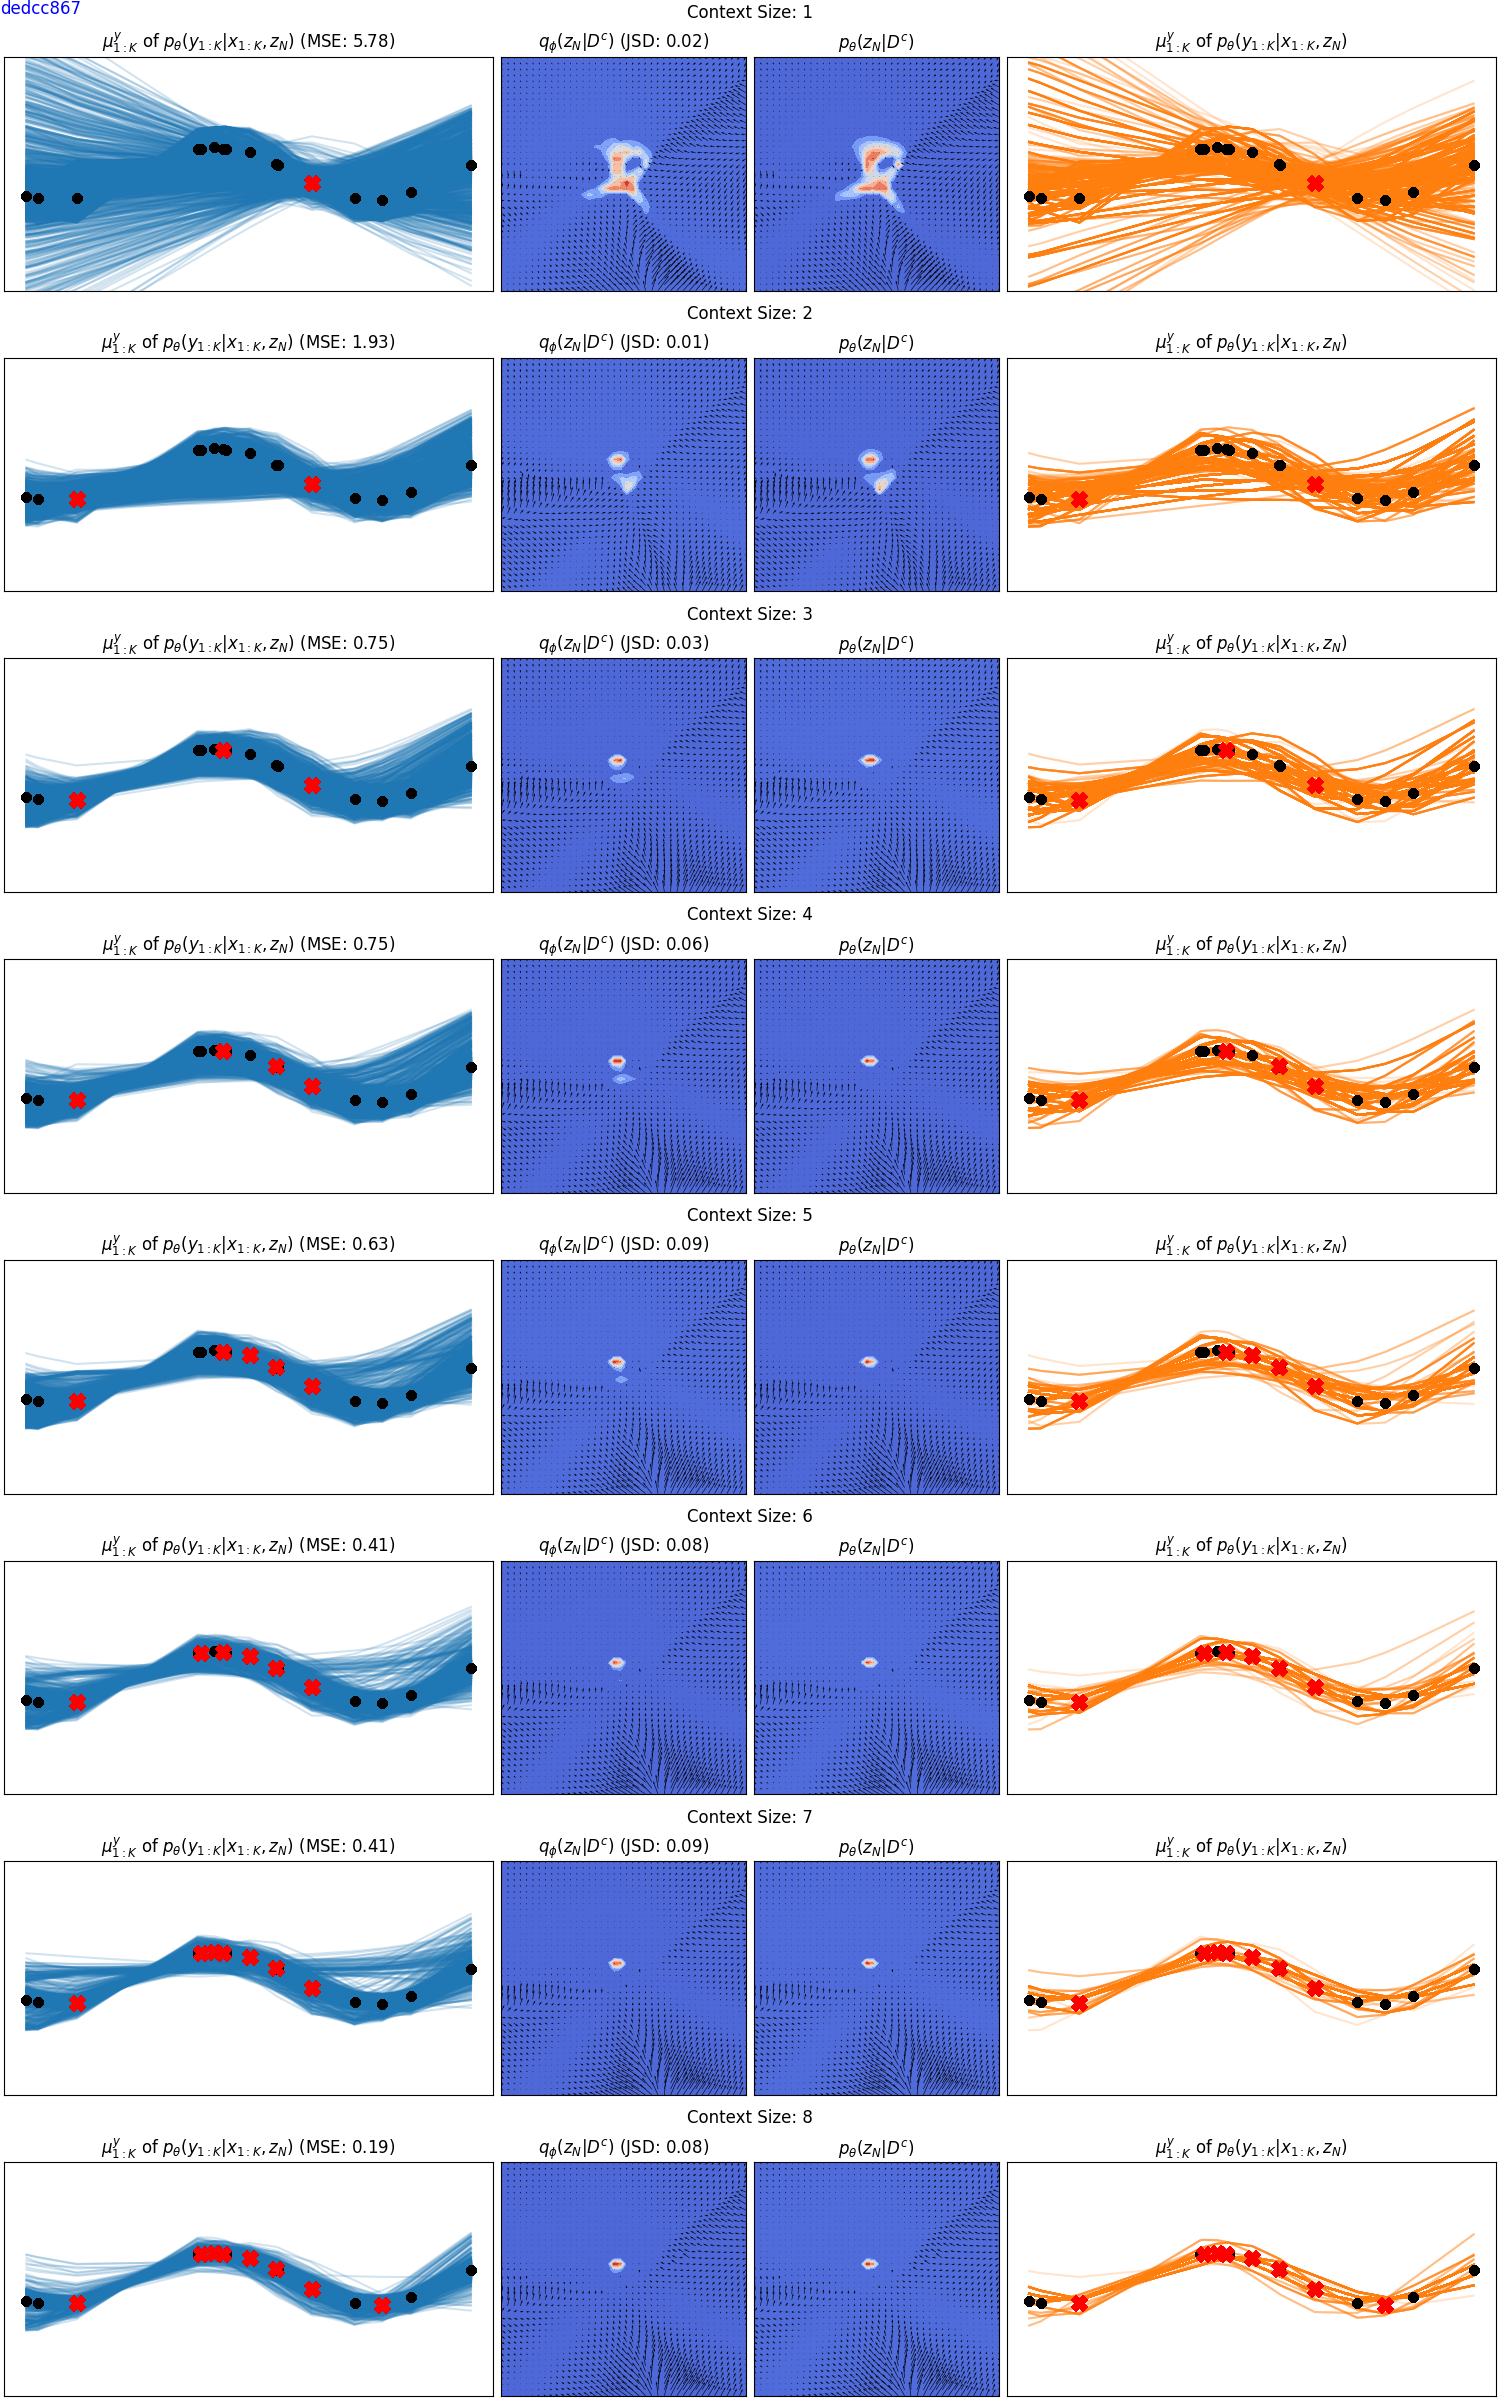 dedcc867
Context Size: 1
μ^y_{1:K} of p_θ(y_{1:K}|x_{1:K}, z_N) (MSE: 5.78)
q_ϕ(z_N|D^c) (JSD: 0.02)
p_θ(z_N|D^c)
μ^y_{1:K} of p_θ(y_{1:K}|x_{1:K}, z_N)
Context Size: 2
μ^y_{1:K} of p_θ(y_{1:K}|x_{1:K}, z_N) (MSE: 1.93)
q_ϕ(z_N|D^c) (JSD: 0.01)
p_θ(z_N|D^c)
μ^y_{1:K} of p_θ(y_{1:K}|x_{1:K}, z_N)
Context Size: 3
μ^y_{1:K} of p_θ(y_{1:K}|x_{1:K}, z_N) (MSE: 0.75)
q_ϕ(z_N|D^c) (JSD: 0.03)
p_θ(z_N|D^c)
μ^y_{1:K} of p_θ(y_{1:K}|x_{1:K}, z_N)
Context Size: 4
μ^y_{1:K} of p_θ(y_{1:K}|x_{1:K}, z_N) (MSE: 0.75)
q_ϕ(z_N|D^c) (JSD: 0.06)
p_θ(z_N|D^c)
μ^y_{1:K} of p_θ(y_{1:K}|x_{1:K}, z_N)
Context Size: 5
μ^y_{1:K} of p_θ(y_{1:K}|x_{1:K}, z_N) (MSE: 0.63)
q_ϕ(z_N|D^c) (JSD: 0.09)
p_θ(z_N|D^c)
μ^y_{1:K} of p_θ(y_{1:K}|x_{1:K}, z_N)
Context Size: 6
μ^y_{1:K} of p_θ(y_{1:K}|x_{1:K}, z_N) (MSE: 0.41)
q_ϕ(z_N|D^c) (JSD: 0.08)
p_θ(z_N|D^c)
μ^y_{1:K} of p_θ(y_{1:K}|x_{1:K}, z_N)
Context Size: 7
μ^y_{1:K} of p_θ(y_{1:K}|x_{1:K}, z_N) (MSE: 0.41)
q_ϕ(z_N|D^c) (JSD: 0.09)
p_θ(z_N|D^c)
μ^y_{1:K} of p_θ(y_{1:K}|x_{1:K}, z_N)
Context Size: 8
μ^y_{1:K} of p_θ(y_{1:K}|x_{1:K}, z_N) (MSE: 0.19)
q_ϕ(z_N|D^c) (JSD: 0.08)
p_θ(z_N|D^c)
μ^y_{1:K} of p_θ(y_{1:K}|x_{1:K}, z_N)